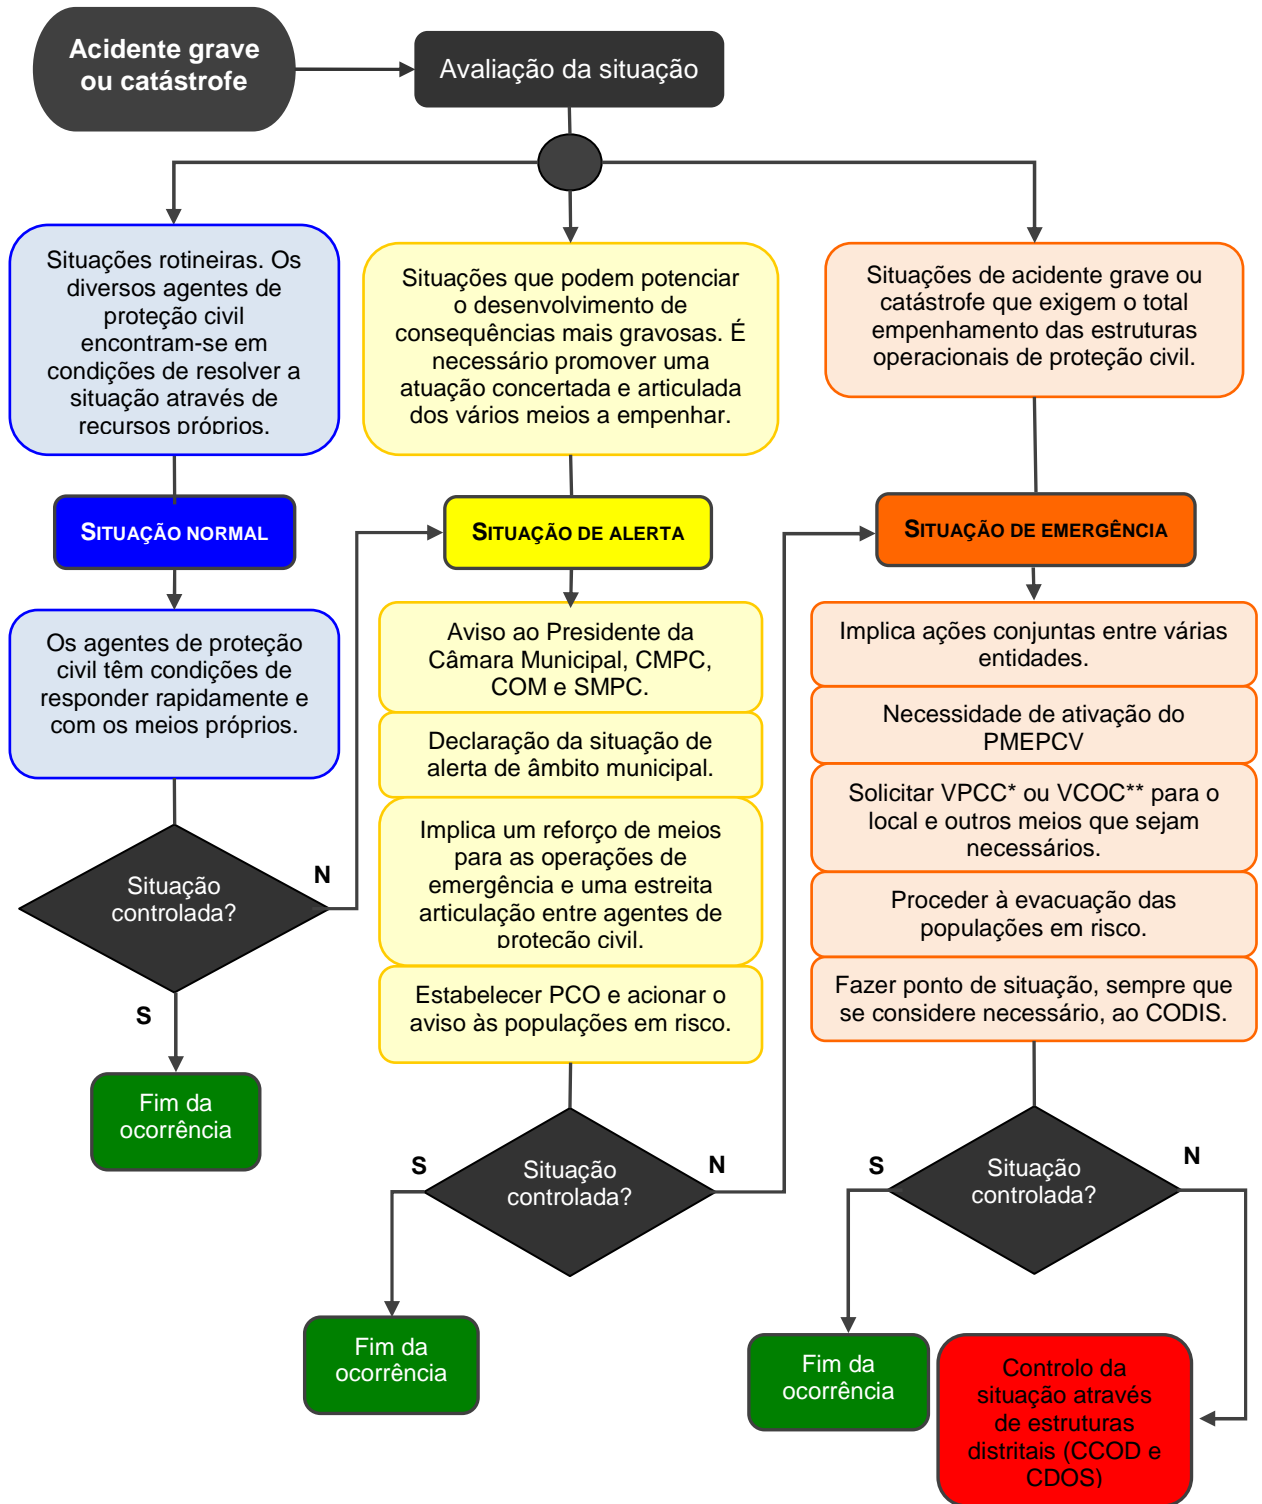 Acidente grave
ou catástrofe
Avaliação da situação
Situações rotineiras. Os
diversos agentes de
proteção civil
encontram-se em
condições de resolver a
situação através de
recursos próprios.
SITUAÇÃO NORMAL
Os agentes de proteção
civil têm condições de
responder rapidamente e
com os meios próprios.
Situação
controlada?
N
S
Fim da
ocorrência
Situações que podem potenciar
o desenvolvimento de
consequências mais gravosas. É
necessário promover uma
atuação concertada e articulada
dos vários meios a empenhar.
SITUAÇÃO DE ALERTA
Aviso ao Presidente da
Câmara Municipal, CMPC,
COM e SMPC.
Declaração da situação de
alerta de âmbito municipal.
Implica um reforço de meios
para as operações de
emergência e uma estreita
articulação entre agentes de
proteção civil.
Estabelecer PCO e acionar o
aviso às populações em risco.
Situação
controlada?
S
N
Fim da
ocorrência
Situações de acidente grave ou
catástrofe que exigem o total
empenhamento das estruturas
operacionais de proteção civil.
SITUAÇÃO DE EMERGÊNCIA
Implica ações conjuntas entre várias
entidades.
Necessidade de ativação do
PMEPCV
Solicitar VPCC* ou VCOC** para o
local e outros meios que sejam
necessários.
Proceder à evacuação das
populações em risco.
Fazer ponto de situação, sempre que
se considere necessário, ao CODIS.
Situação
controlada?
S
N
Fim da
ocorrência
Controlo da
situação através
de estruturas
distritais (CCOD e
CDOS)